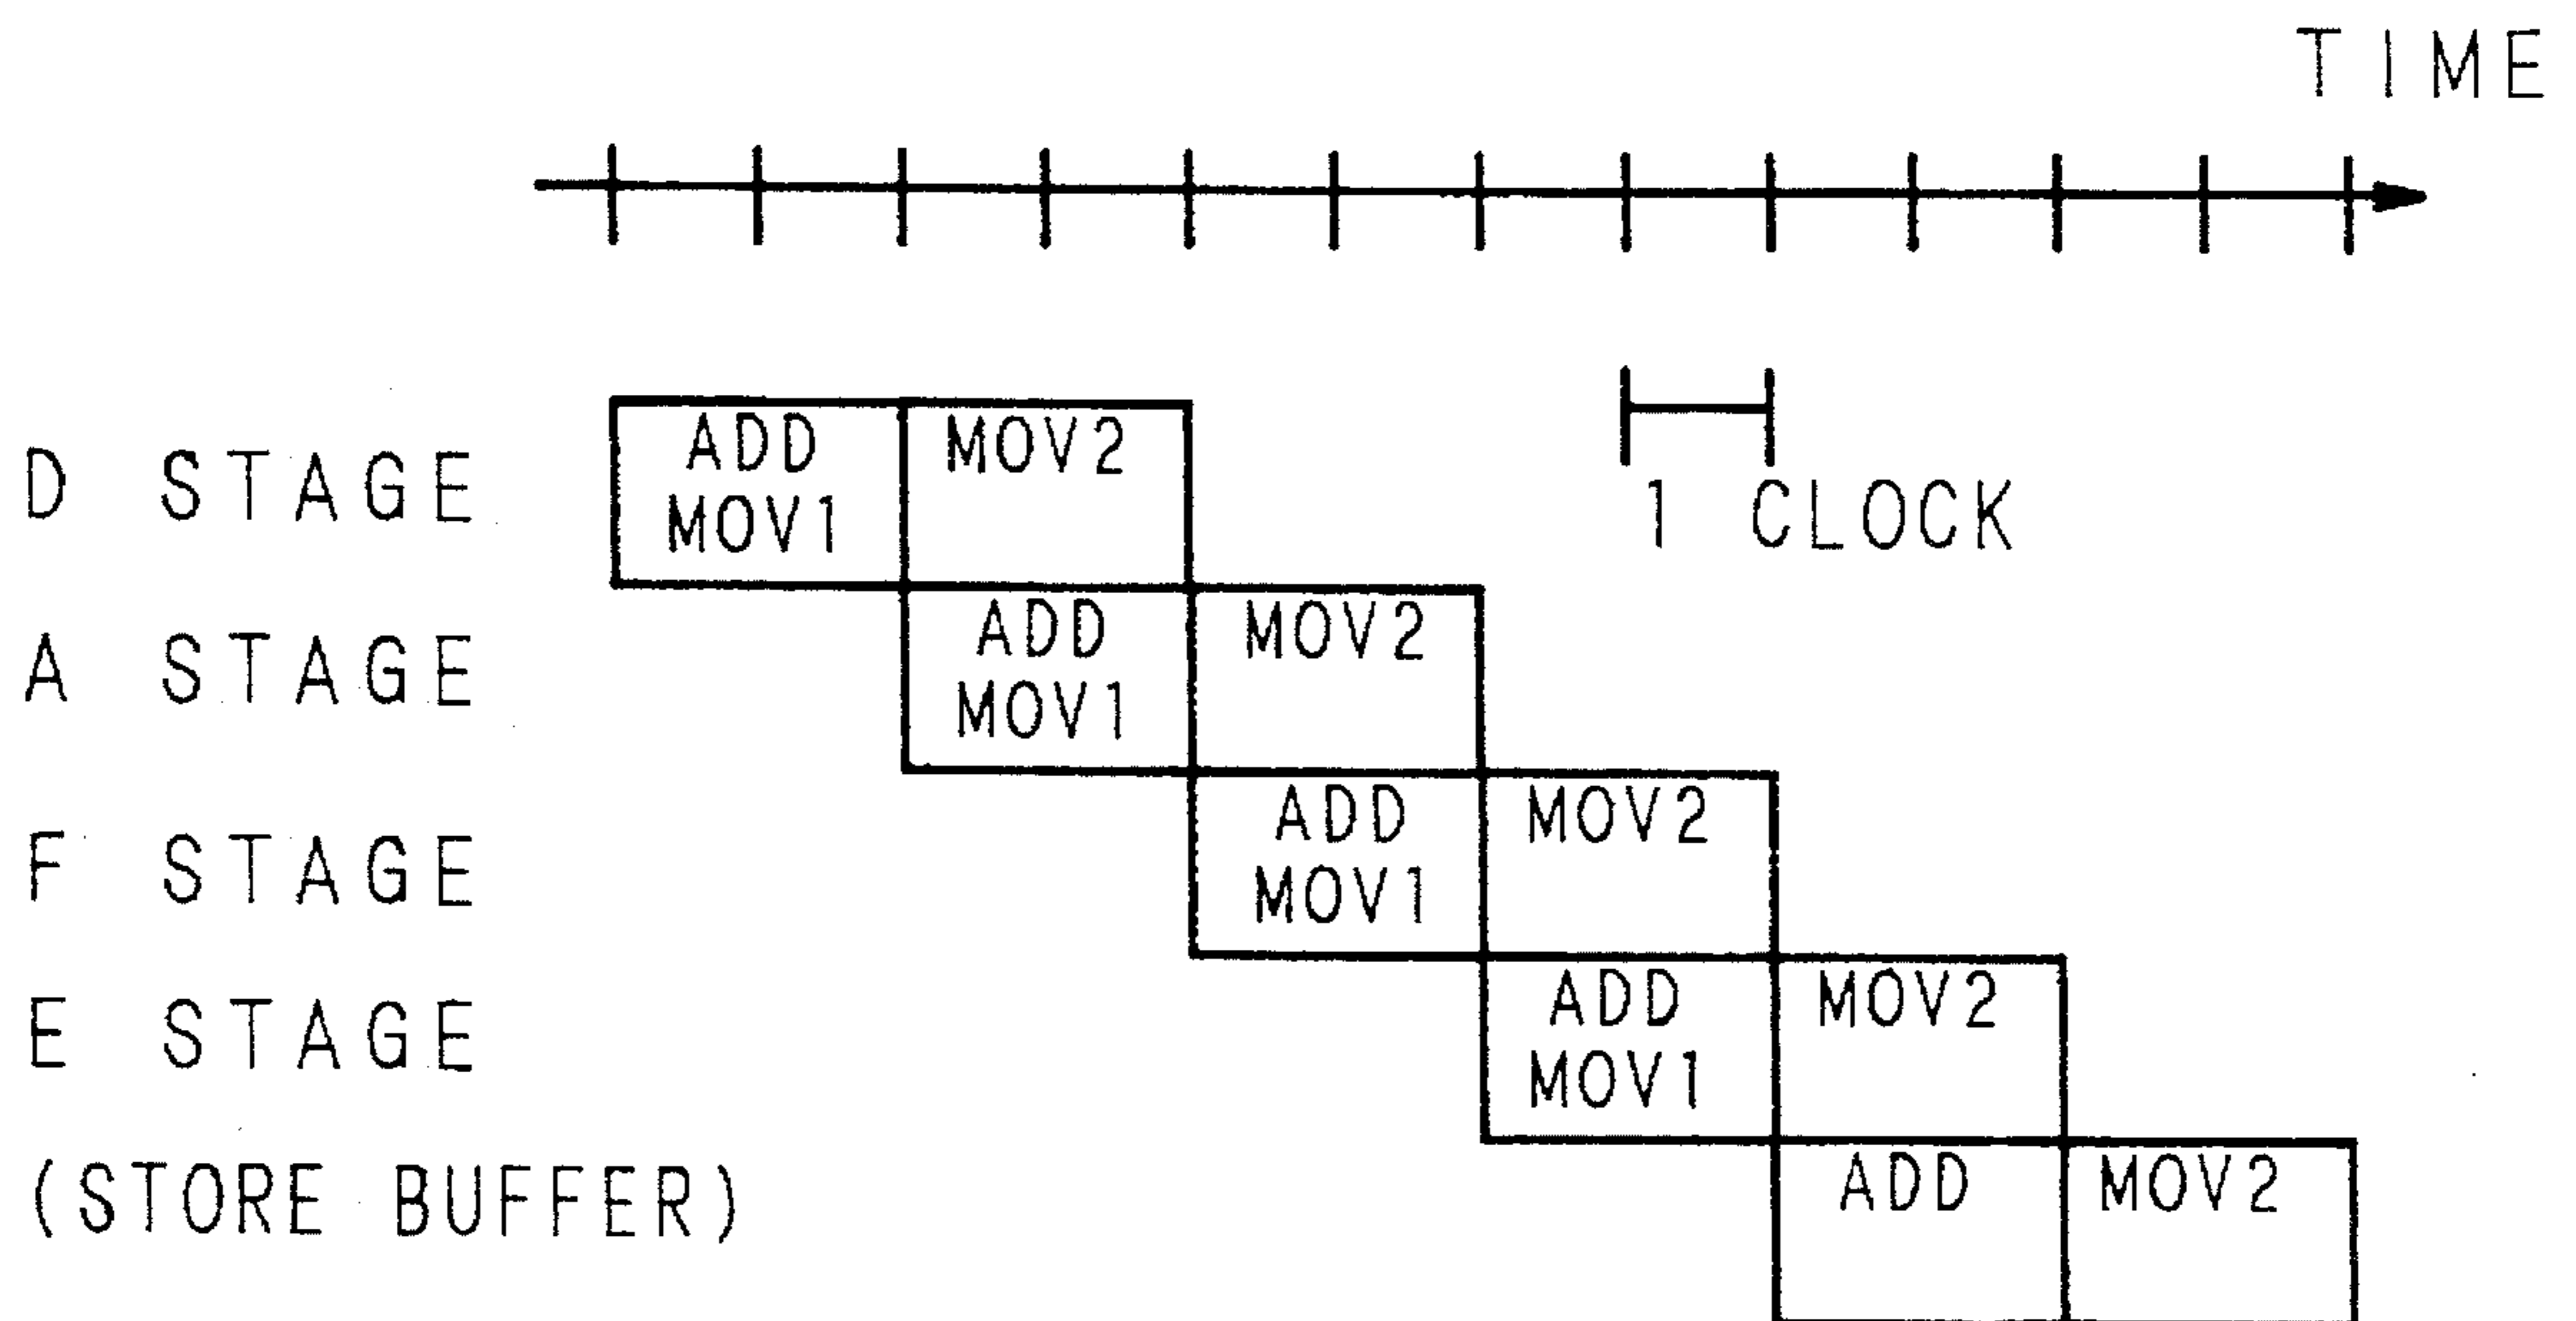 TIME
1 CLOCK
D STAGE
ADD
MOV1
MOV2
A STAGE
ADD
MOV1
MOV2
F STAGE
ADD
MOV1
MOV2
E STAGE
ADD
MOV1
MOV2
(STORE BUFFER)
ADD
MOV2